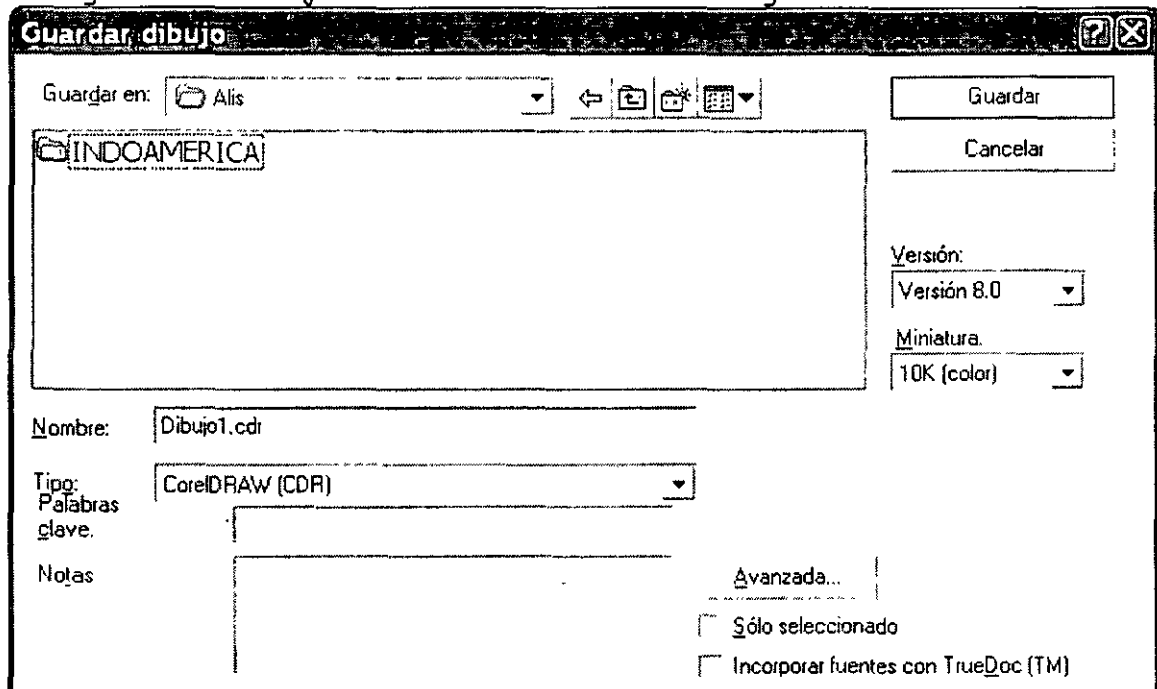 Guardar dibujo
Guardar en: Alis
Guardar
INDOAMERICA
Cancelar
Versión:
Versión 8.0
Miniatura.
10K (color)
Nombre: Dibujo1.cdr
Tipo: CorelDRAW (CDR)
Palabras
clave.
Notas
Avanzada...
Sólo seleccionado
Incorporar fuentes con TrueDoc (TM)